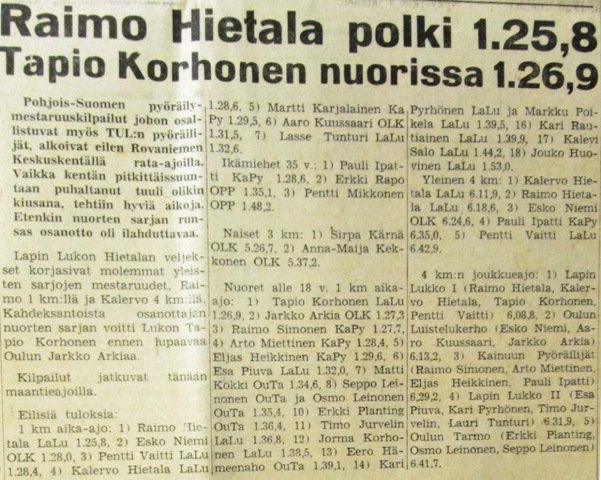 Raimo Hietala polki 1.25,8
Tapio Korhonen nuorissa 1.26,9
Pohjois-Suomen pyöräily-
mestaruuskilpailut johon osal-
listuvat myös TUL:n pyöräili-
jät, alkoivat eilen Rovaniemen
Keskuskentällä rata-ajoilla.
Vaikka kentän pitkittäissuun-
taan puhaltanut tuuli olikin
kiusana, tehtiin hyviä aikoja.
Etenkin nuorten sarjan run-
sas osanotto oli ilahduttavaa.
Lapin Lukon Hietalan veljek-
set korjasivat molemmat yleis-
ten sarjojen mestaruudet, Rai-
mo 1 km:llä ja Kalervo 4 km:llä.
Kahdeksantoista osanottajan
nuorten sarjan voitti Lukon Ta-
pio Korhonen ennen lupaavaa
Oulun Jarkko Arkiaa.
Kilpailut jatkuvat tänään
maantieajoilla.
Eilisiä tuloksia:
1 km aika-ajo: 1) Raimo Hie-
tala LaLu 1.25,8, 2) Esko Niemi
OLK 1.28,0, 3) Pentti Vaitti LaLu
1.28,4, 4) Kalervo Hietala LaLu
1.28,6, 5) Martti Karjalainen Ka
Py 1.29,5, 6) Aaro Kuussaari OLK
1.31,5, 7) Lasse Tunturi LaLu
1.32,6.
Ikämiehet 35 v.: 1) Pauli Ipat-
ti KaPy 1.28,6, 2) Erkki Rapo
OPP 1.35,1, 3) Pentti Mikkonen
OPP 1.48,2.
Naiset 3 km: 1) Sirpa Kärnä
OLK 5.26,7, 2) Anna-Maija Kek-
konen OLK 5.37,2.
Nuoret alle 18 v. 1 km aika-
ajo: 1) Tapio Korhonen LaLu
1.26,9, 2) Jarkko Arkia OLK 1.27,3
3) Raimo Simonen KaPy 1.27,7,
4) Arto Miettinen KaPy 1.28,4, 5)
Eljas Heikkinen KaPy 1.29,6, 6)
Esa Piuva LaLu 1.32,0, 7) Matti
Kokki OuTa 1.34,6, 8) Seppo Lei-
nonen OuTa ja Osmo Leinonen
OuTa 1.35,4, 10) Erkki Planting
OuTa 1.36,4, 11) Timo Jurvelin
LaLu 1.36,8, 12) Jorma Korho-
nen LaLu 1.38,5, 13) Eero Hä-
meenaho OuTa 1.39,1, 14) Kari
Pyrhönen LaLu ja Markku Poi-
kela LaLu 1.39,5, 16) Kari Rau-
tiainen LaLu 1.39,9, 17) Kalevi
Salo LaLu 1.44,2, 18) Jouko Huo-
vinen LaLu 1.53,0.
Yleinen 4 km: 1) Kalervo Hie-
tala LaLu 6.11,9, 2) Raimo Hieta-
la LaLu 6.18,6, 3) Esko Niemi
OLK 6.24,6, 4) Pauli Ipatti KaPy
6.35,0, 5) Pentti Vaitti LaLu
6.42,9.
4 km:n joukkueajo: 1) Lapin
Lukko I (Raimo Hietala, Kaler-
vo Hietala, Tapio Korhonen,
Pentti Vaitti) 6,08,8, 2) Oulun
Luistelukerho (Esko Niemi, Aa-
ro Kuussaari, Jarkko Arkia)
6.13,2, 3) Kainuun Pyöräilijät
(Raimo Simonen, Arto Miettinen,
Eljas Heikkinen, Pauli Ipatti)
6,29,2, 4) Lapin Lukko II (Esa
Piuva, Kari Pyrhönen, Timo Jur-
velin, Lauri Tunturi) 6.31,9, 5)
Oulun Tarmo (Erkki Planting,
Osmo Leinonen, Seppo Leinonen)
6.41,7.